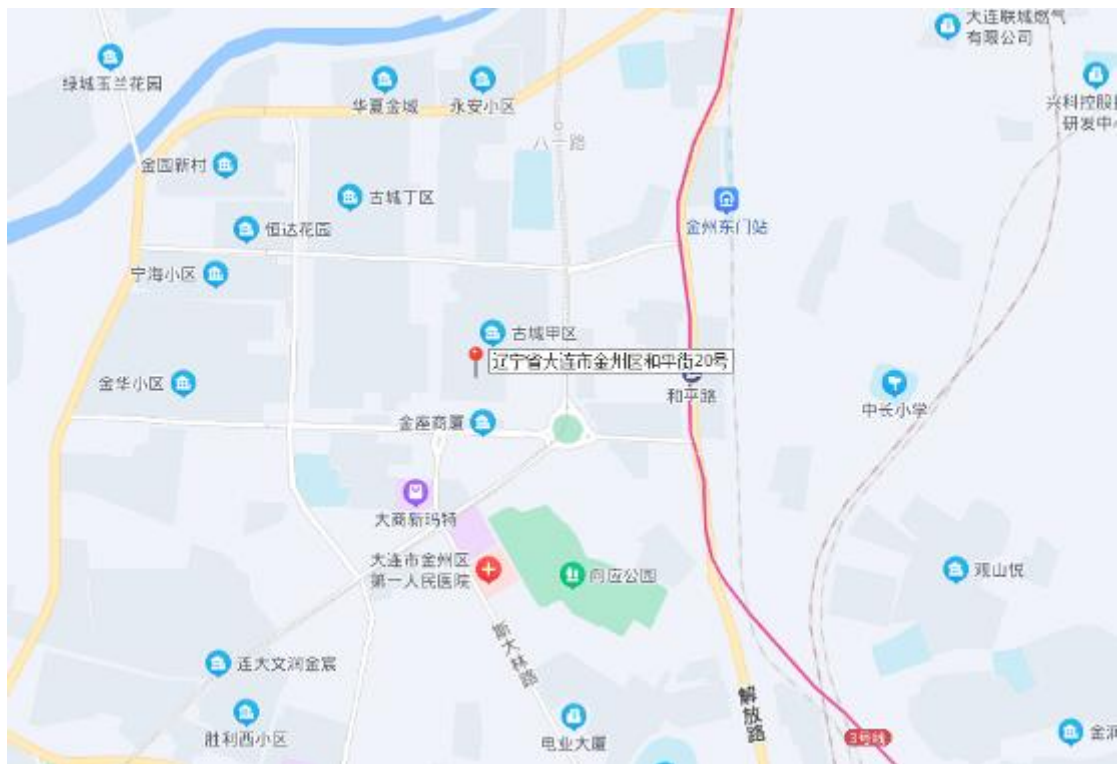 大连联城燃气
有限公司
绿城玉兰花园
华夏金城
永安小区
兴科控股
研发中心
八一路
金园新村
古城丁区
金州东门站
恒达花园
宁海小区
古城甲区
辽宁省大连市金州区和平街20号
金华小区
和平路
中长小学
金座商厦
大商新玛特
大连市金州区
第一人民医院
向应公园
观山悦
斯大林路
连大文润金宸
解放路
胜利西小区
电业大厦
3号线
金润